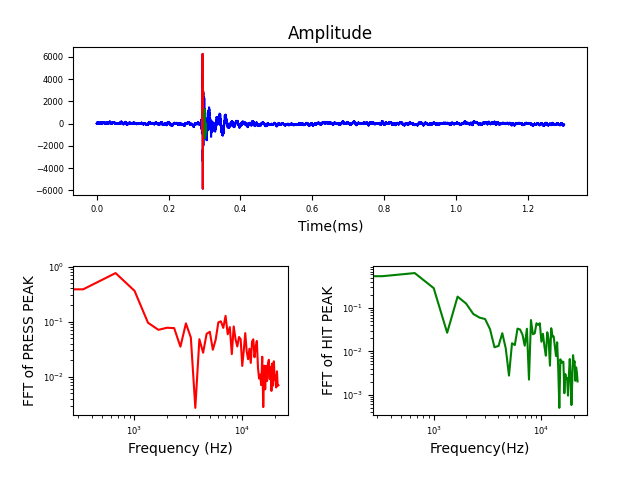 Amplitude
6000
4000
2000
0
−2000
−4000
−6000
0.0 0.2 0.4 0.6 0.8 1.0 1.2
Time(ms)
FFT of PRESS PEAK
10⁰
10⁻¹
10⁻²
10³ 10⁴
Frequency (Hz)
FFT of HIT PEAK
10⁻¹
10⁻²
10⁻³
10³ 10⁴
Frequency(Hz)